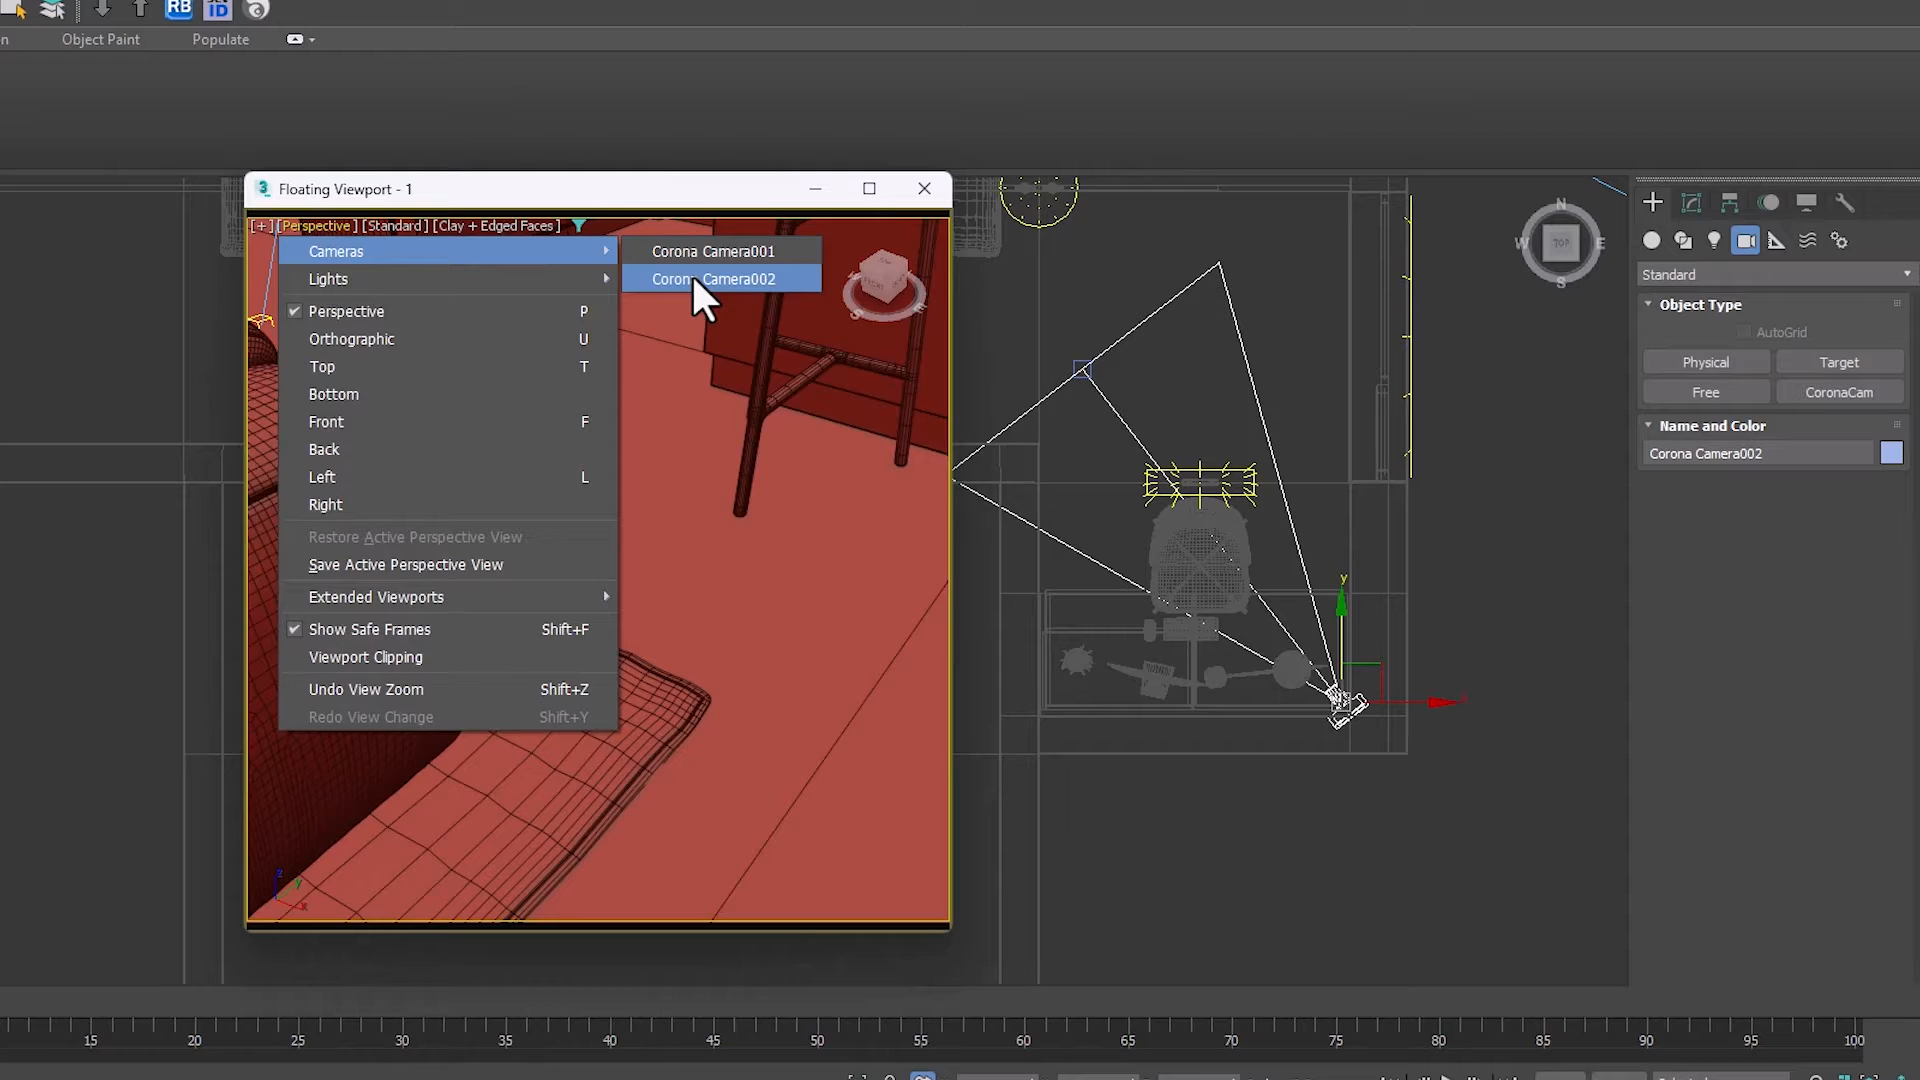 RB
ID
n
Object Paint
Populate
Floating Viewport - 1
[+] [Perspective ] [Standard ] [Clay + Edged Faces ]
Cameras
Lights
Perspective P
Orthographic U
Top T
Bottom
Front F
Back
Left L
Right
Restore Active Perspective View
Save Active Perspective View
Extended Viewports
Show Safe Frames Shift+F
Viewport Clipping
Undo View Zoom Shift+Z
Redo View Change Shift+Y
Corona Camera001
Corona Camera002
S
E
z
y
x
N
W TOP E
S
y
Standard
Object Type
AutoGrid
Physical
Target
Free
CoronaCam
Name and Color
Corona Camera002
15 20 25 30 35 40 45 50 55 60 65 70 75 80 85 90 95 100